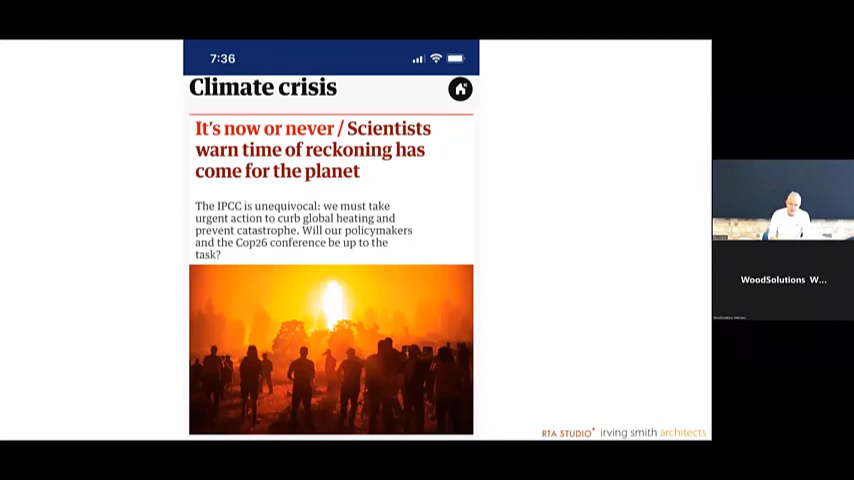 7:36
Climate crisis
It's now or never / Scientists
warn time of reckoning has
come for the planet
The IPCC is unequivocal: we must take
urgent action to curb global heating and
prevent catastrophe. Will our policymakers
and the Cop26 conference be up to the
task?
WoodSolutions W...
RTA STUDIO irving smith architects